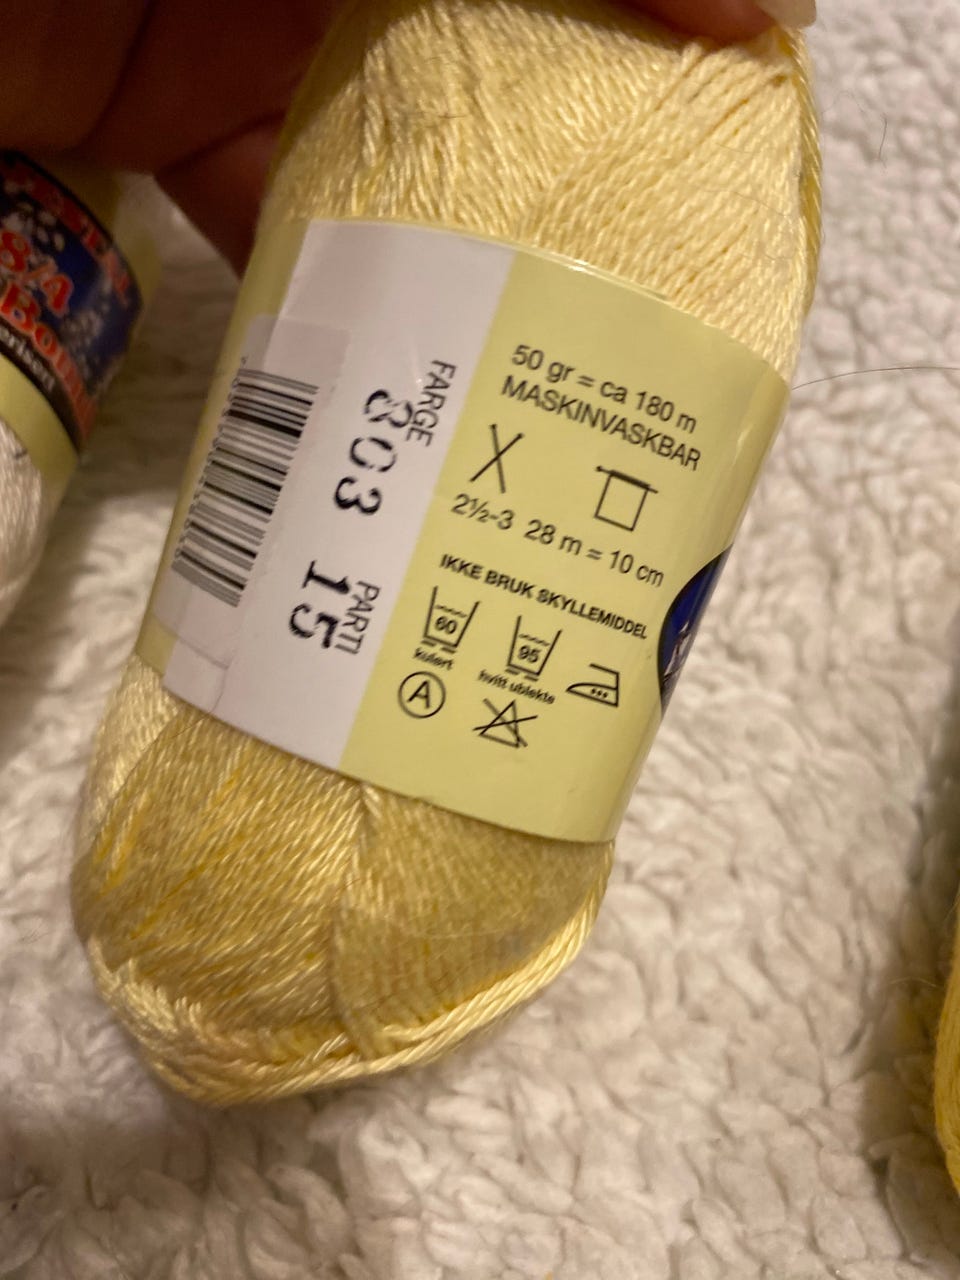 50 gr = ca 180 m
MASKINVASKBAR
2½-3 28 m = 10 cm
IKKE BRUK SKYLLEMIDDEL
60
95
kulørt
hvitt ublekte
A
FARGE
803
PARTI
15
S/A